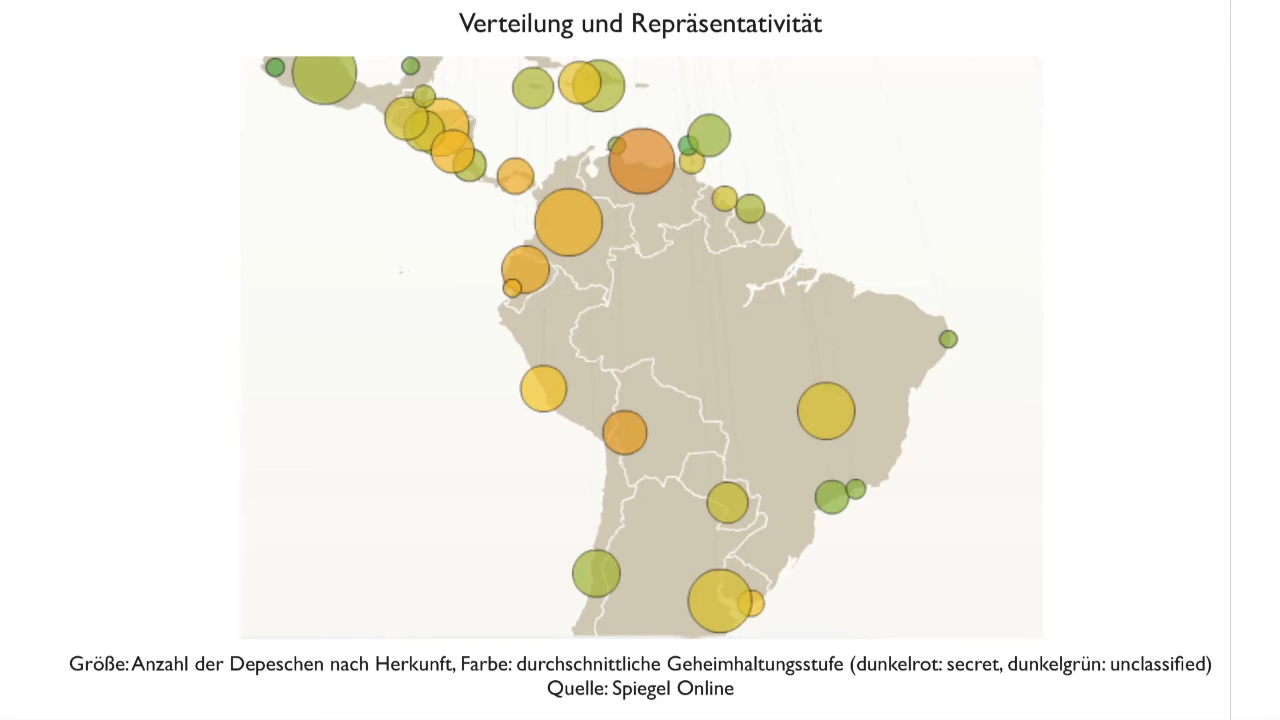 Verteilung und Repräsentativität
Größe: Anzahl der Depeschen nach Herkunft, Farbe: durchschnittliche Geheimhaltungsstufe (dunkelrot: secret, dunkelgrün: unclassified)
Quelle: Spiegel Online